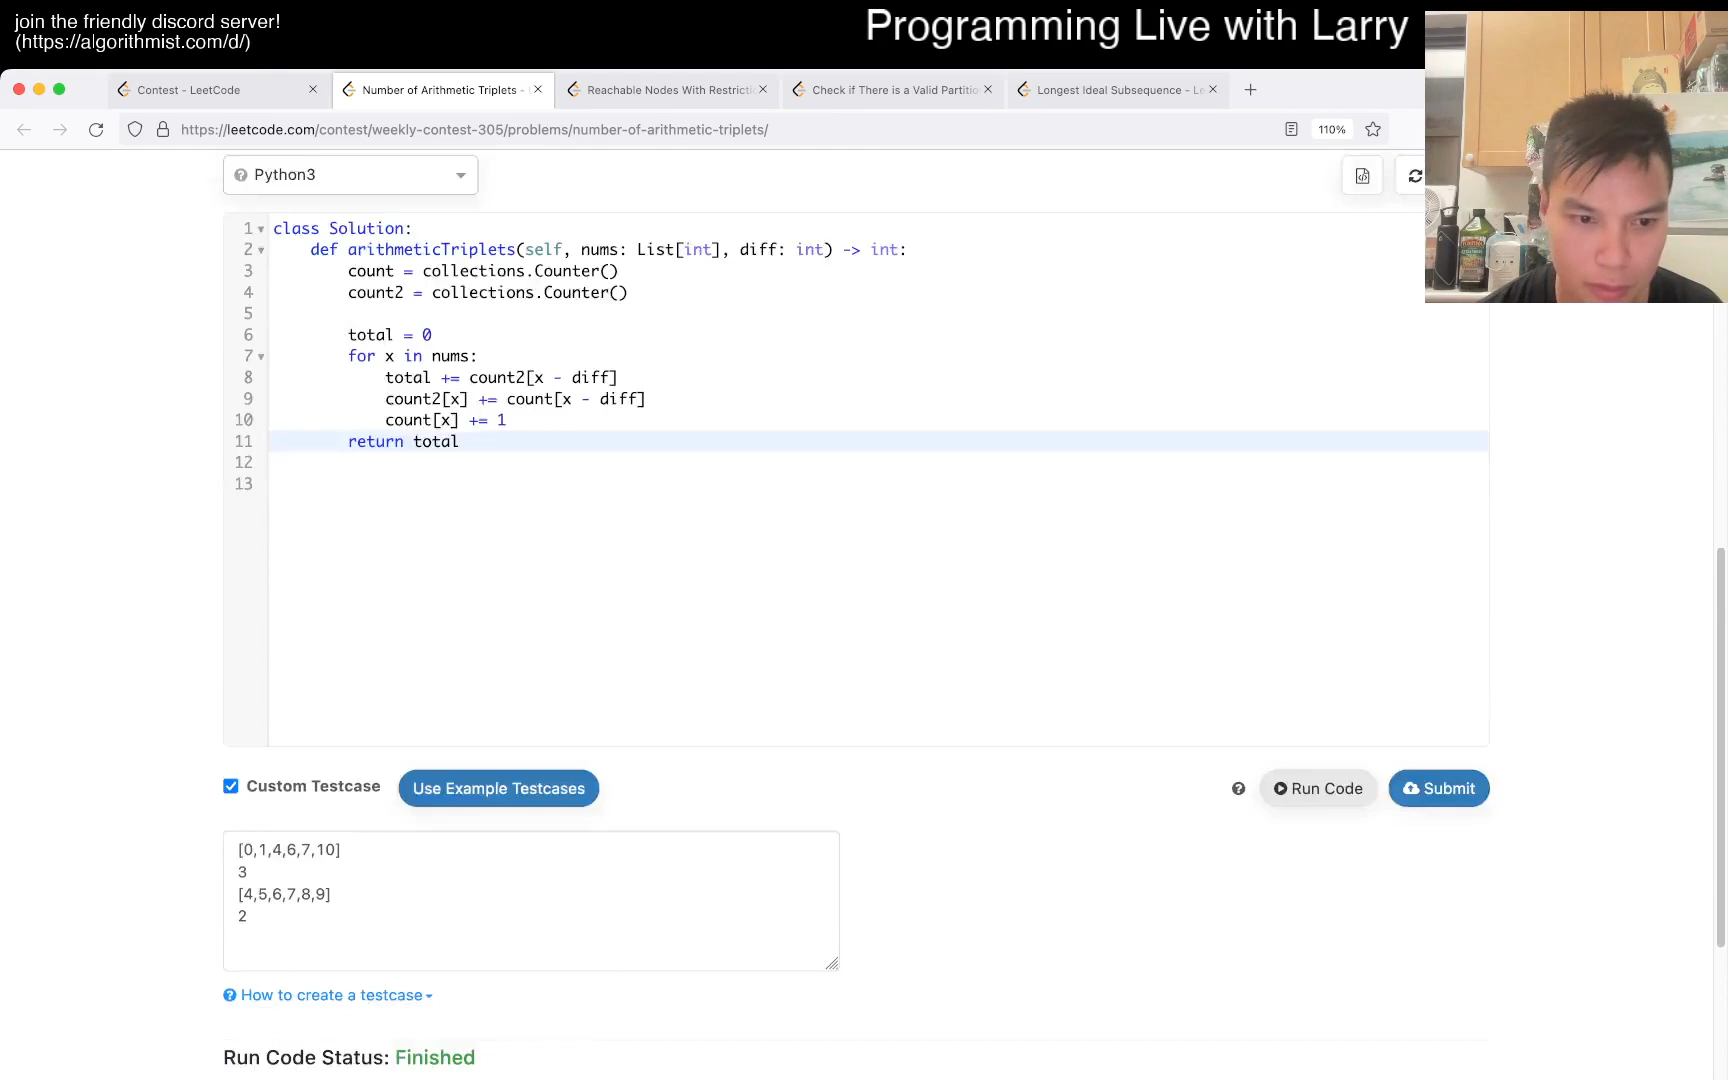 join the friendly discord server!
(https://algorithmist.com/d/)
Programming Live with Larry
Contest - LeetCode
Number of Arithmetic Triplets -
Reachable Nodes With Restricti
Check if There is a Valid Partitio
Longest Ideal Subsequence - Le
https://leetcode.com/contest/weekly-contest-305/problems/number-of-arithmetic-triplets/
110%
Python3
1 class Solution:
2 def arithmeticTriplets(self, nums: List[int], diff: int) -> int:
3 count = collections.Counter()
4 count2 = collections.Counter()
5
6 total = 0
7 for x in nums:
8 total += count2[x - diff]
9 count2[x] += count[x - diff]
10 count[x] += 1
11 return total
12
13
Custom Testcase
Use Example Testcases
Run Code
Submit
[0,1,4,6,7,10]
3
[4,5,6,7,8,9]
2
How to create a testcase
Run Code Status: Finished